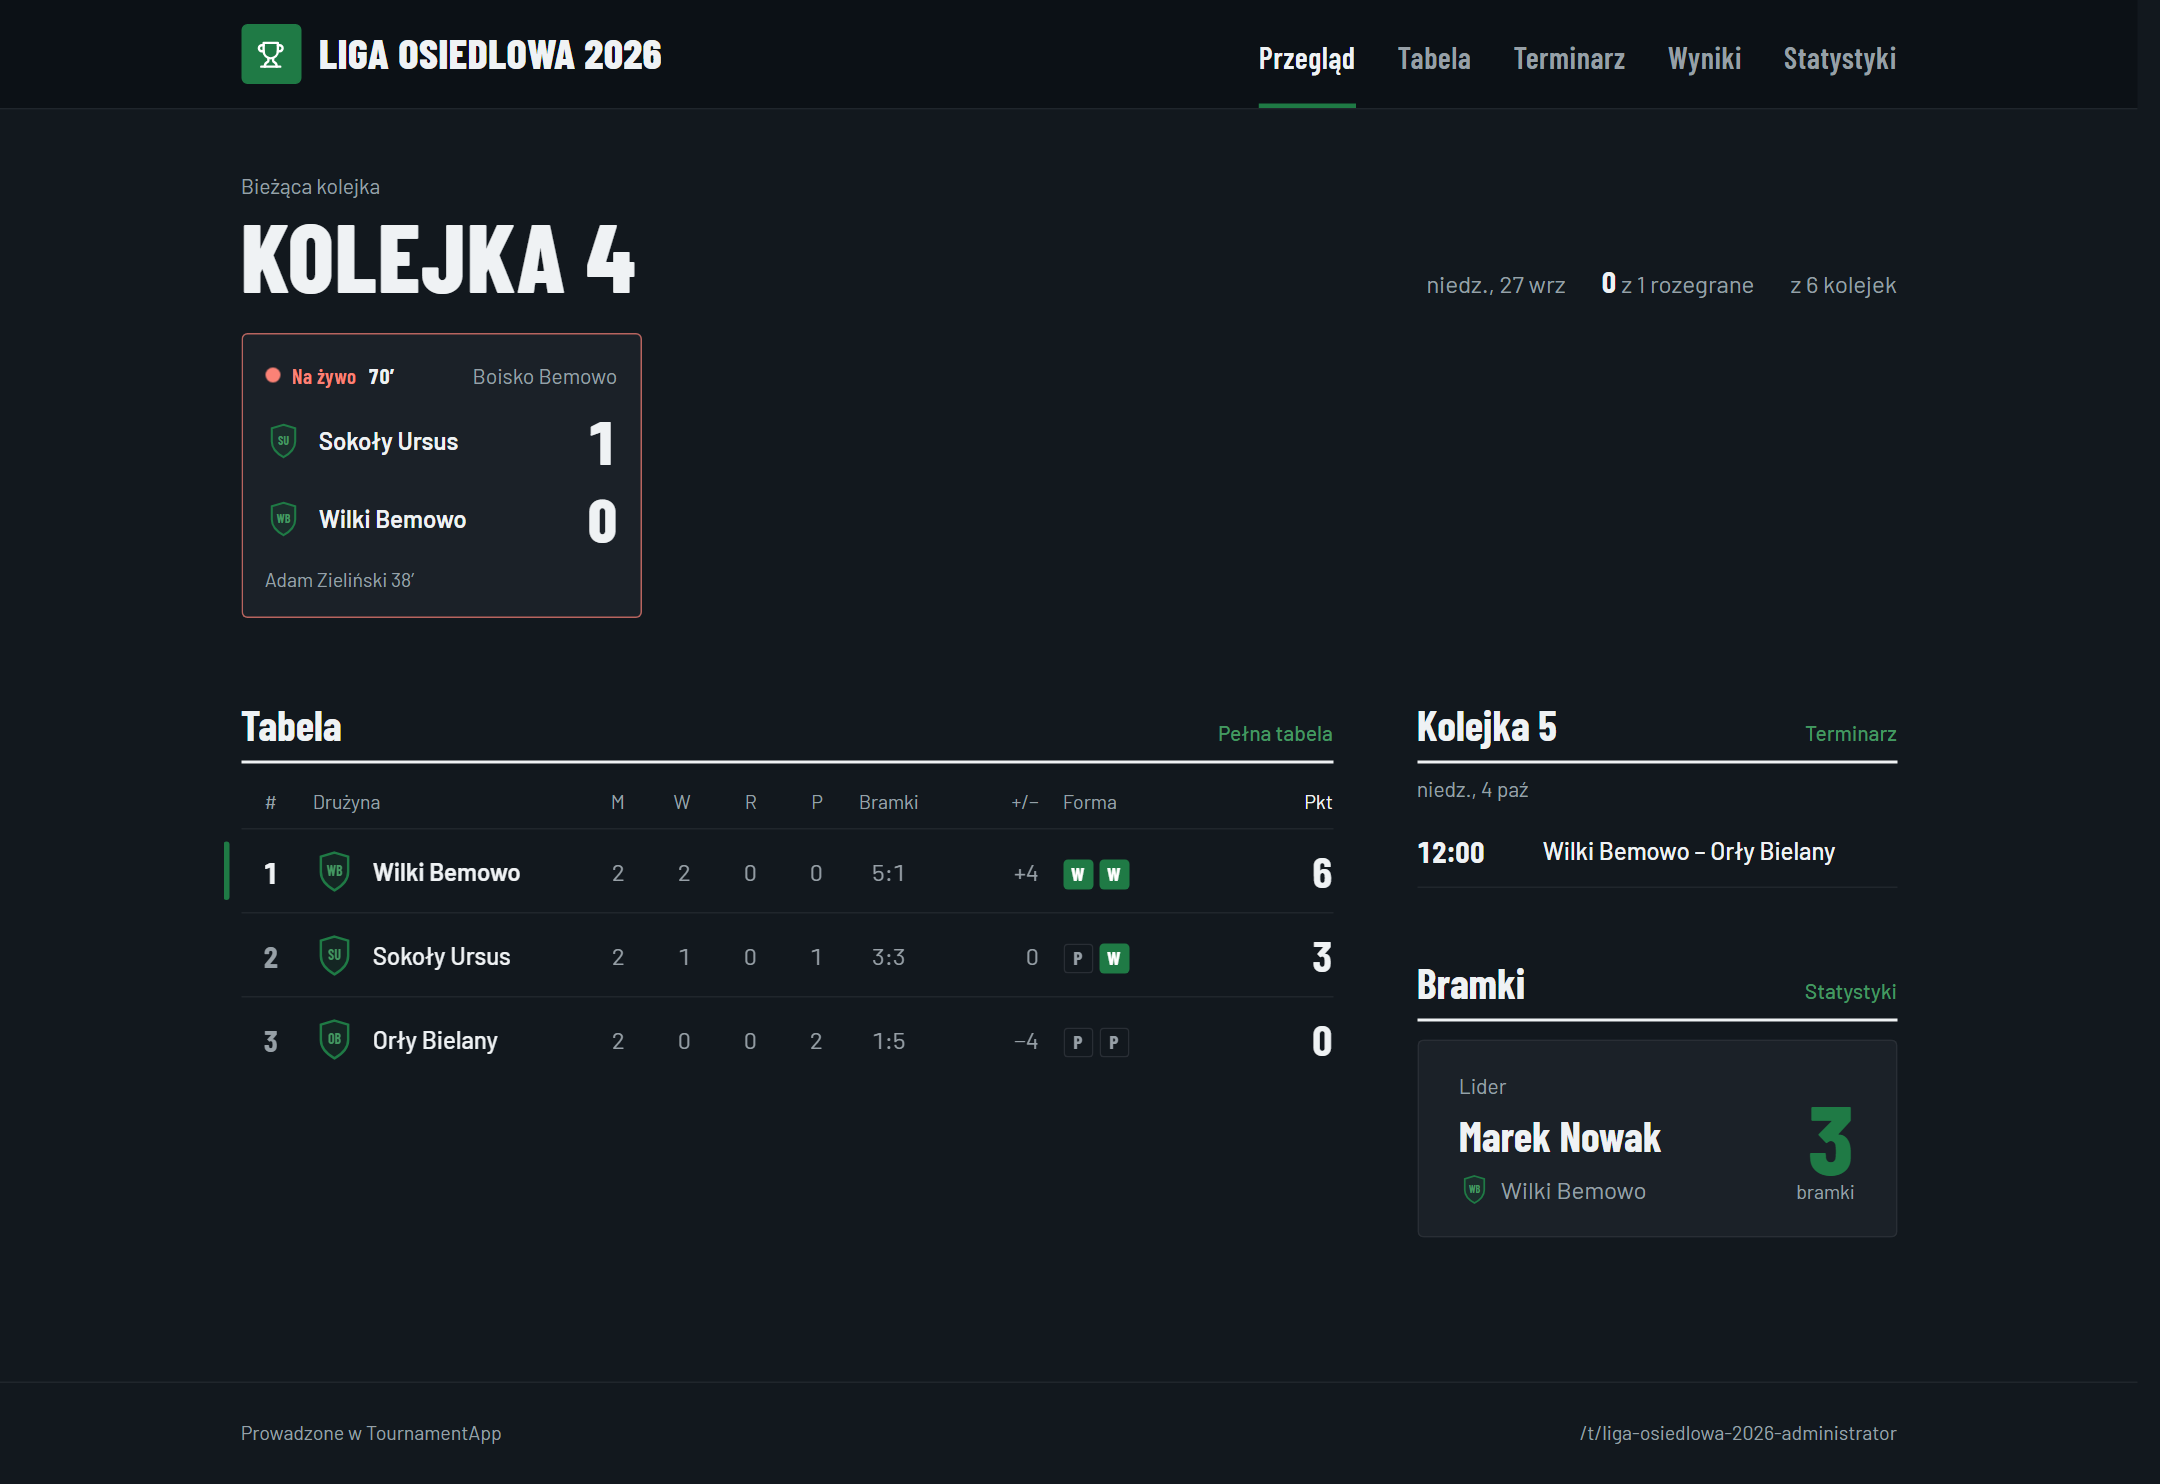 LIGA OSIEDLOWA 2026
Przegląd Tabela Terminarz Wyniki Statystyki
Bieżąca kolejka
KOLEJKA 4
niedz., 27 wrz 0 z 1 rozegrane z 6 kolejek
Na żywo 70′ Boisko Bemowo
SU Sokoły Ursus 1
WB Wilki Bemowo 0
Adam Zieliński 38′
Tabela Pełna tabela
# Drużyna M W R P Bramki +/− Forma Pkt
1 WB Wilki Bemowo 2 2 0 0 5:1 +4 W W 6
2 SU Sokoły Ursus 2 1 0 1 3:3 0 P W 3
3 OB Orły Bielany 2 0 0 2 1:5 −4 P P 0
Kolejka 5 Terminarz
niedz., 4 paź
12:00 Wilki Bemowo – Orły Bielany
Bramki Statystyki
Lider
Marek Nowak 3
WB Wilki Bemowo bramki
Prowadzone w TournamentApp /t/liga-osiedlowa-2026-administrator